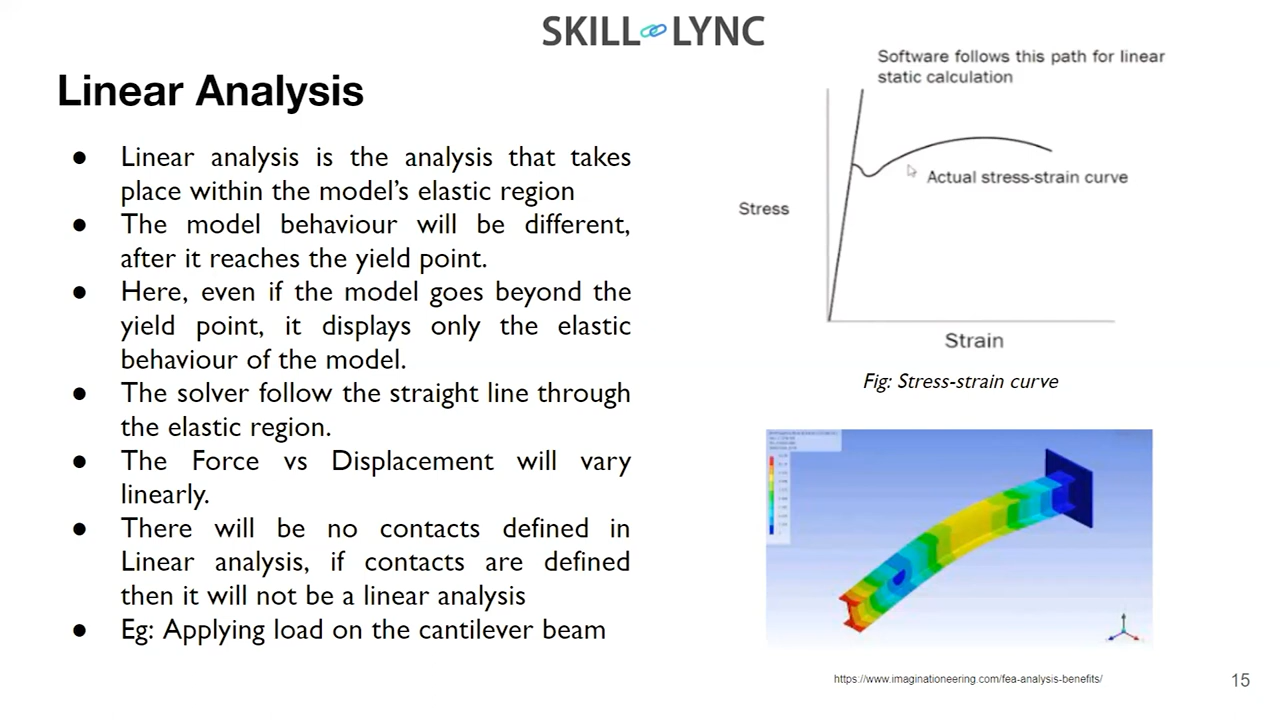 SKILL LYNC
Linear Analysis
● Linear analysis is the analysis that takes
place within the model's elastic region
● The model behaviour will be different,
after it reaches the yield point.
● Here, even if the model goes beyond the
yield point, it displays only the elastic
behaviour of the model.
● The solver follow the straight line through
the elastic region.
● The Force vs Displacement will vary
linearly.
● There will be no contacts defined in
Linear analysis, if contacts are defined
then it will not be a linear analysis
● Eg: Applying load on the cantilever beam
Software follows this path for linear
static calculation
Actual stress-strain curve
Stress
Strain
Fig: Stress-strain curve
https://www.imaginationeering.com/fea-analysis-benefits/
15